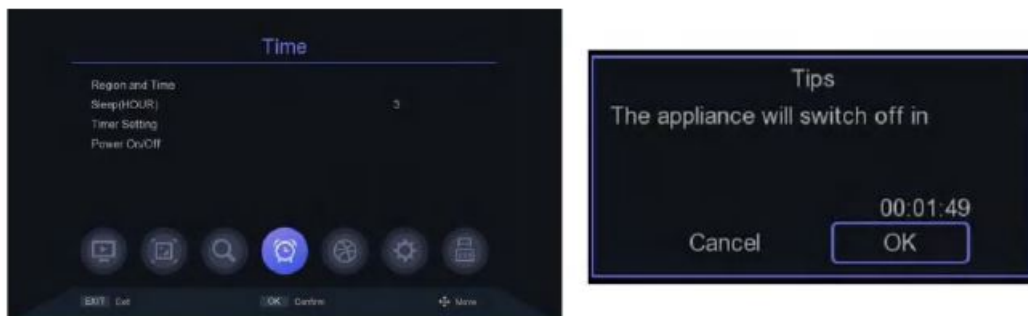 Time
Region and Time
Sleep(HOUR) 3
Timer Setting
Power On/Off
EXIT Exit
OK Confirm
Move
Tips
The appliance will switch off in
00:01:49
Cancel OK